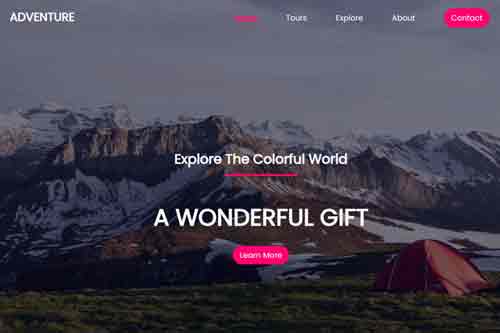 ADVENTURE
Home Tours Explore About Contact
Explore The Colorful World
A WONDERFUL GIFT
Learn More